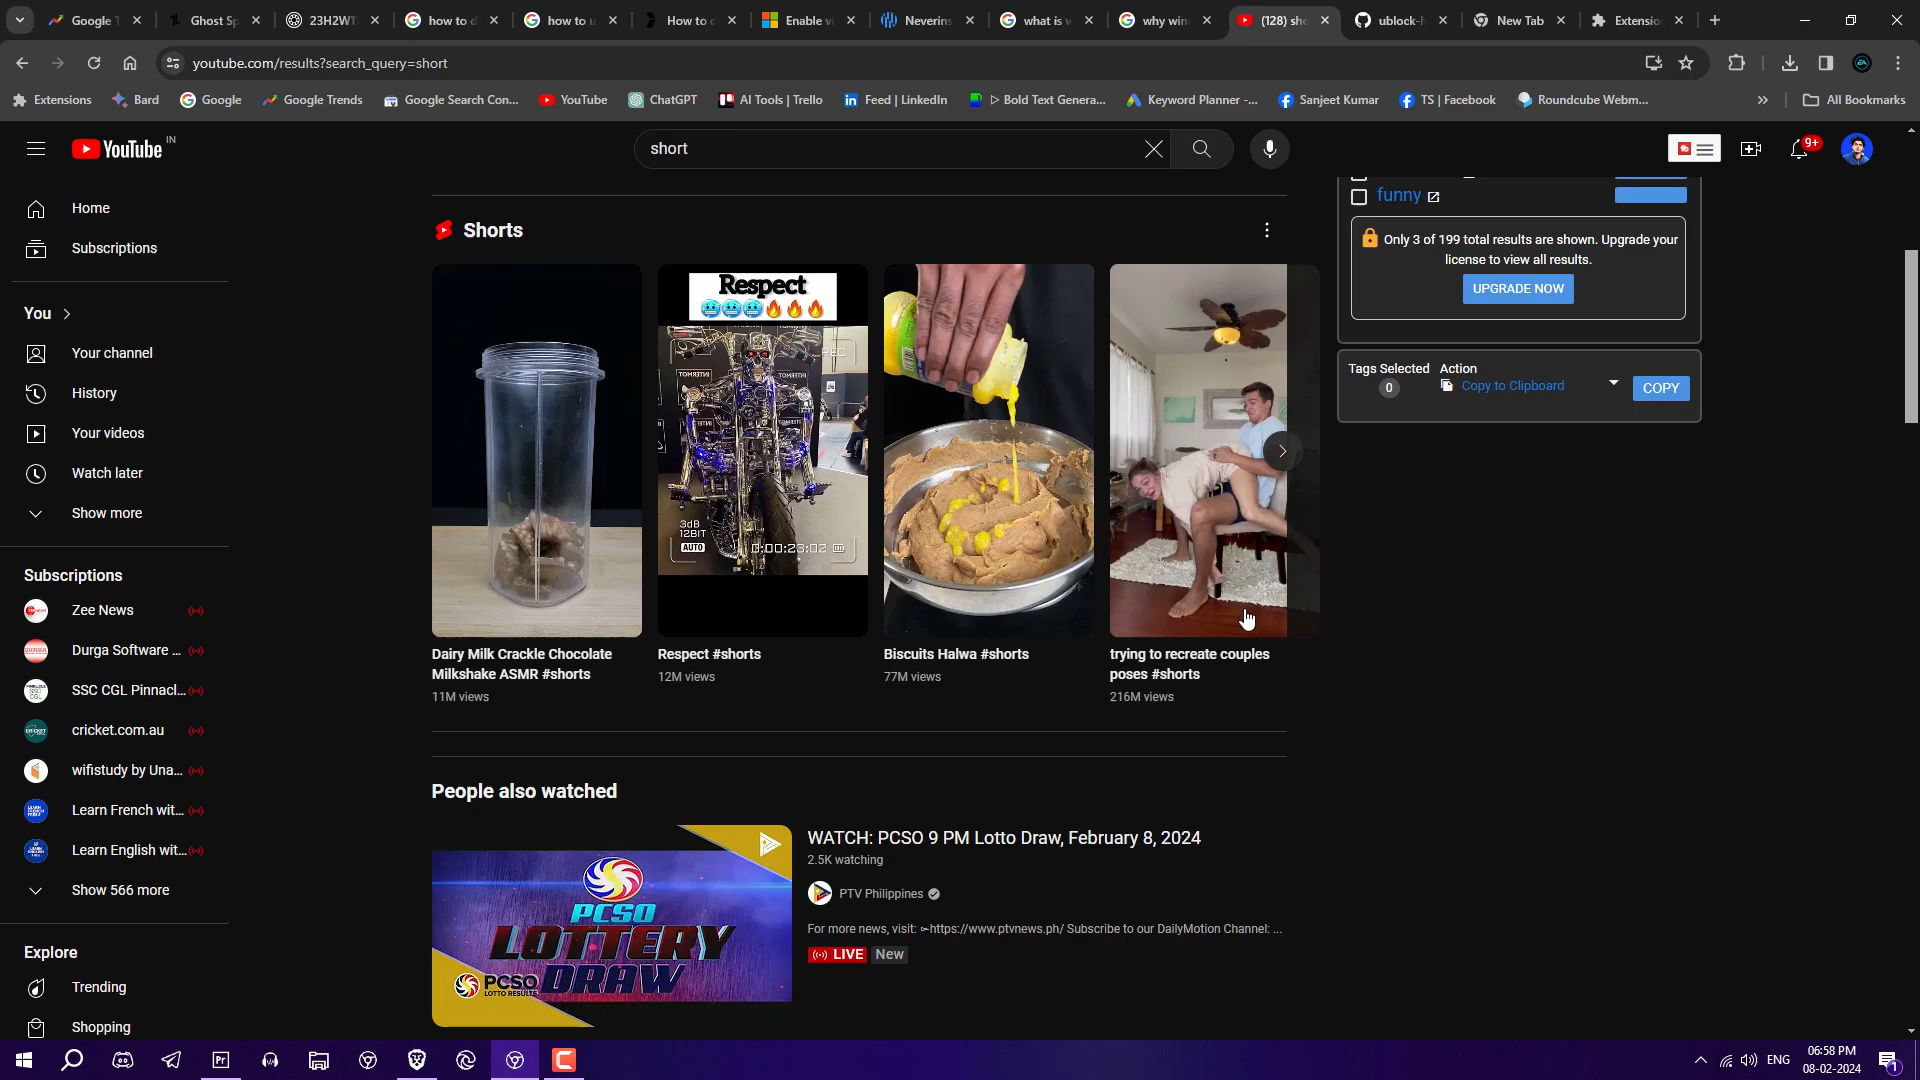 Google T
Ghost Sp
23H2WT
how to d
how to u
How to d
Enable vi
Neverins
what is w
why win
(128) sho
ublock-h
New Tab
Extensio
youtube.com/results?search_query=short
Extensions
Bard
Google
Google Trends
Google Search Con...
YouTube
ChatGPT
AI Tools | Trello
Feed | LinkedIn
▷ Bold Text Genera...
Keyword Planner -...
Sanjeet Kumar
TS | Facebook
Roundcube Webm...
»
All Bookmarks
YouTube IN
short
9+
Home
Subscriptions
You
Your channel
History
Your videos
Watch later
Show more
Subscriptions
Zee News
Durga Software ...
SSC CGL Pinnacl...
cricket.com.au
wifistudy by Una...
Learn French wit...
Learn English wit...
Show 566 more
Explore
Trending
Shopping
Shorts
Respect
🥶🥶🥶🔥🔥🔥
REC
INTERMOT
INTERMOT
3dB
12BIT
AUTO
0:00:23:02
Dairy Milk Crackle Chocolate
Milkshake ASMR #shorts
11M views
Respect #shorts
12M views
Biscuits Halwa #shorts
77M views
trying to recreate couples
poses #shorts
216M views
funny
Only 3 of 199 total results are shown. Upgrade your
license to view all results.
UPGRADE NOW
Tags Selected
0
Action
Copy to Clipboard
COPY
People also watched
PCSO
LOTTERY
DRAW
PCSO
LOTTO RESULTS
WATCH: PCSO 9 PM Lotto Draw, February 8, 2024
2.5K watching
PTV Philippines
For more news, visit: ➳https://www.ptvnews.ph/ Subscribe to our DailyMotion Channel: ...
LIVE
New
Pr
ENG
06:58 PM
08-02-2024
1